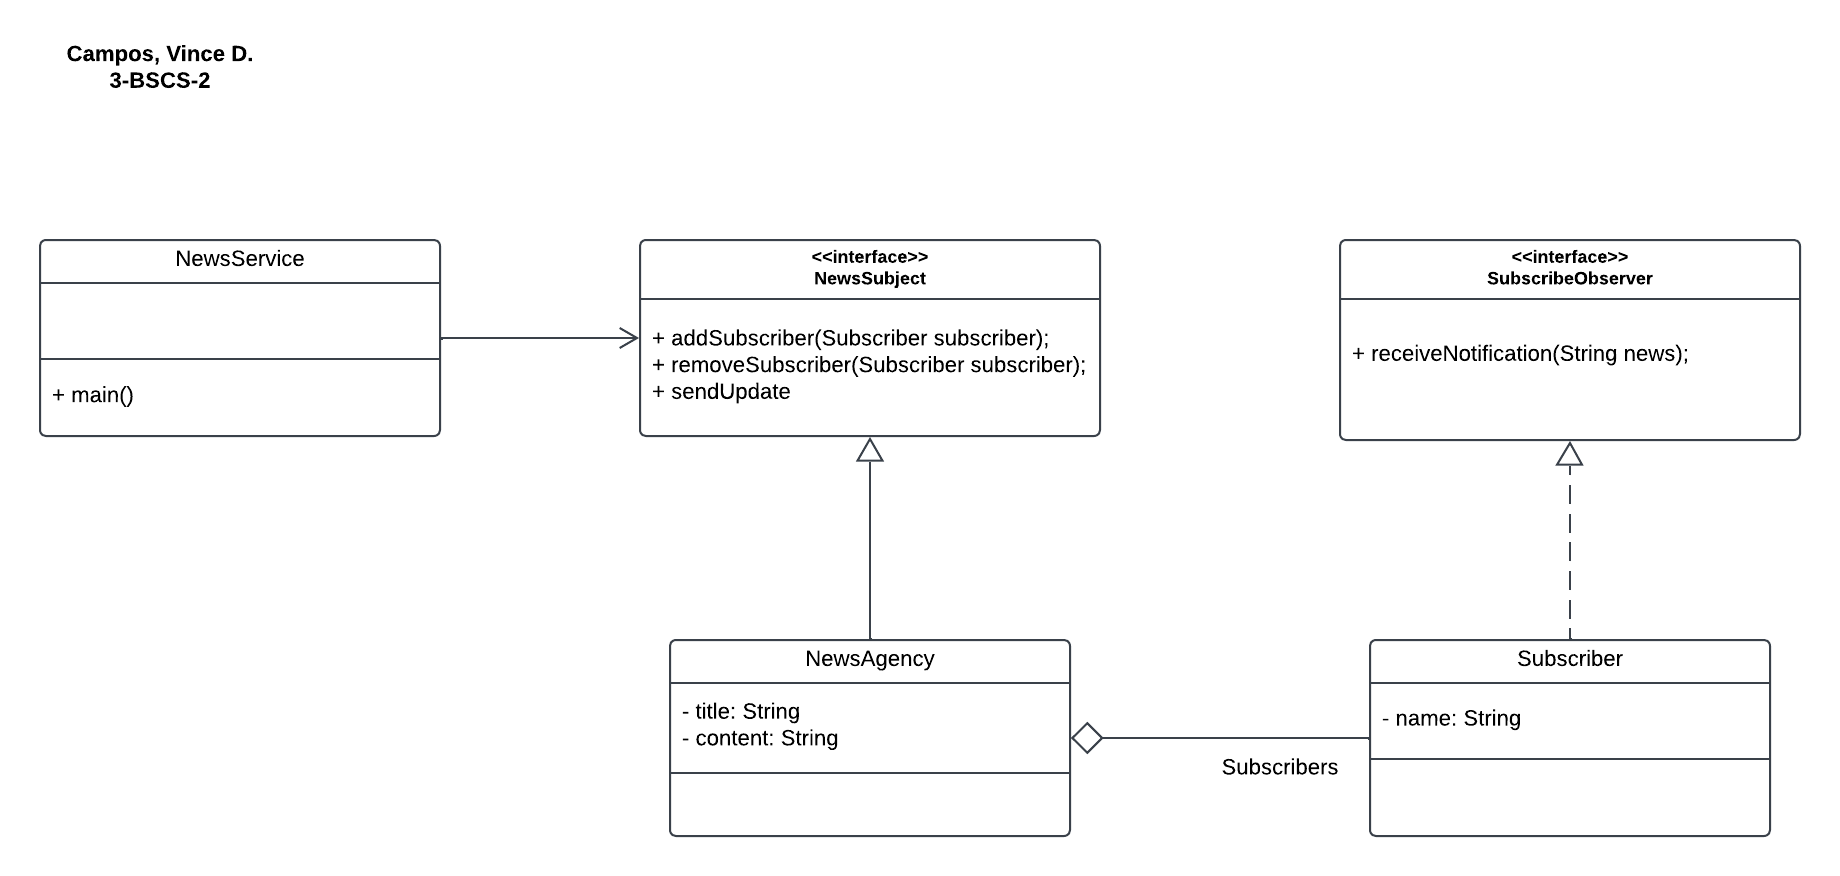 Campos, Vince D.
3-BSCS-2
NewsService
+ main()
<<interface>>
NewsSubject
+ addSubscriber(Subscriber subscriber);
+ removeSubscriber(Subscriber subscriber);
+ sendUpdate
<<interface>>
SubscribeObserver
+ receiveNotification(String news);
NewsAgency
- title: String
- content: String
Subscribers
Subscriber
- name: String